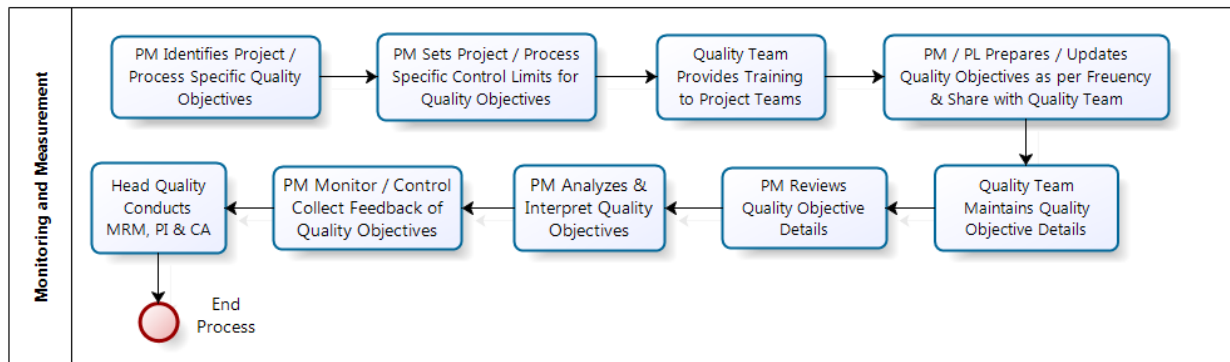 Monitoring and Measurement
PM Identifies Project /
Process Specific Quality
Objectives
PM Sets Project / Process
Specific Control Limits for
Quality Objectives
Quality Team
Provides Training
to Project Teams
PM / PL Prepares / Updates
Quality Objectives as per Freuency
& Share with Quality Team
Quality Team
Maintains Quality
Objective Details
PM Reviews
Quality Objective
Details
PM Analyzes &
Interpret Quality
Objectives
PM Monitor / Control
Collect Feedback of
Quality Objectives
Head Quality
Conducts
MRM, PI & CA
End
Process